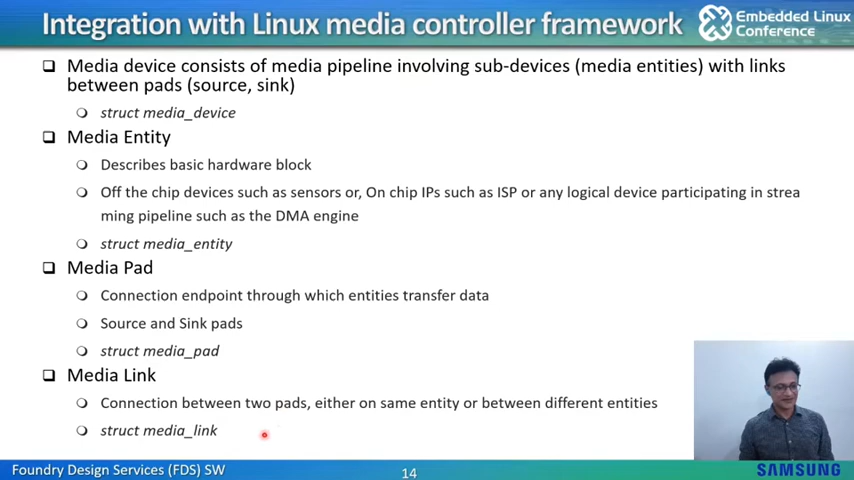 Integration with Linux media controller framework
Embedded Linux
Conference
Media device consists of media pipeline involving sub-devices (media entities) with links
between pads (source, sink)
struct media_device
Media Entity
Describes basic hardware block
Off the chip devices such as sensors or, On chip IPs such as ISP or any logical device participating in strea
ming pipeline such as the DMA engine
struct media_entity
Media Pad
Connection endpoint through which entities transfer data
Source and Sink pads
struct media_pad
Media Link
Connection between two pads, either on same entity or between different entities
struct media_link
Foundry Design Services (FDS) SW
14
SAMSUNG